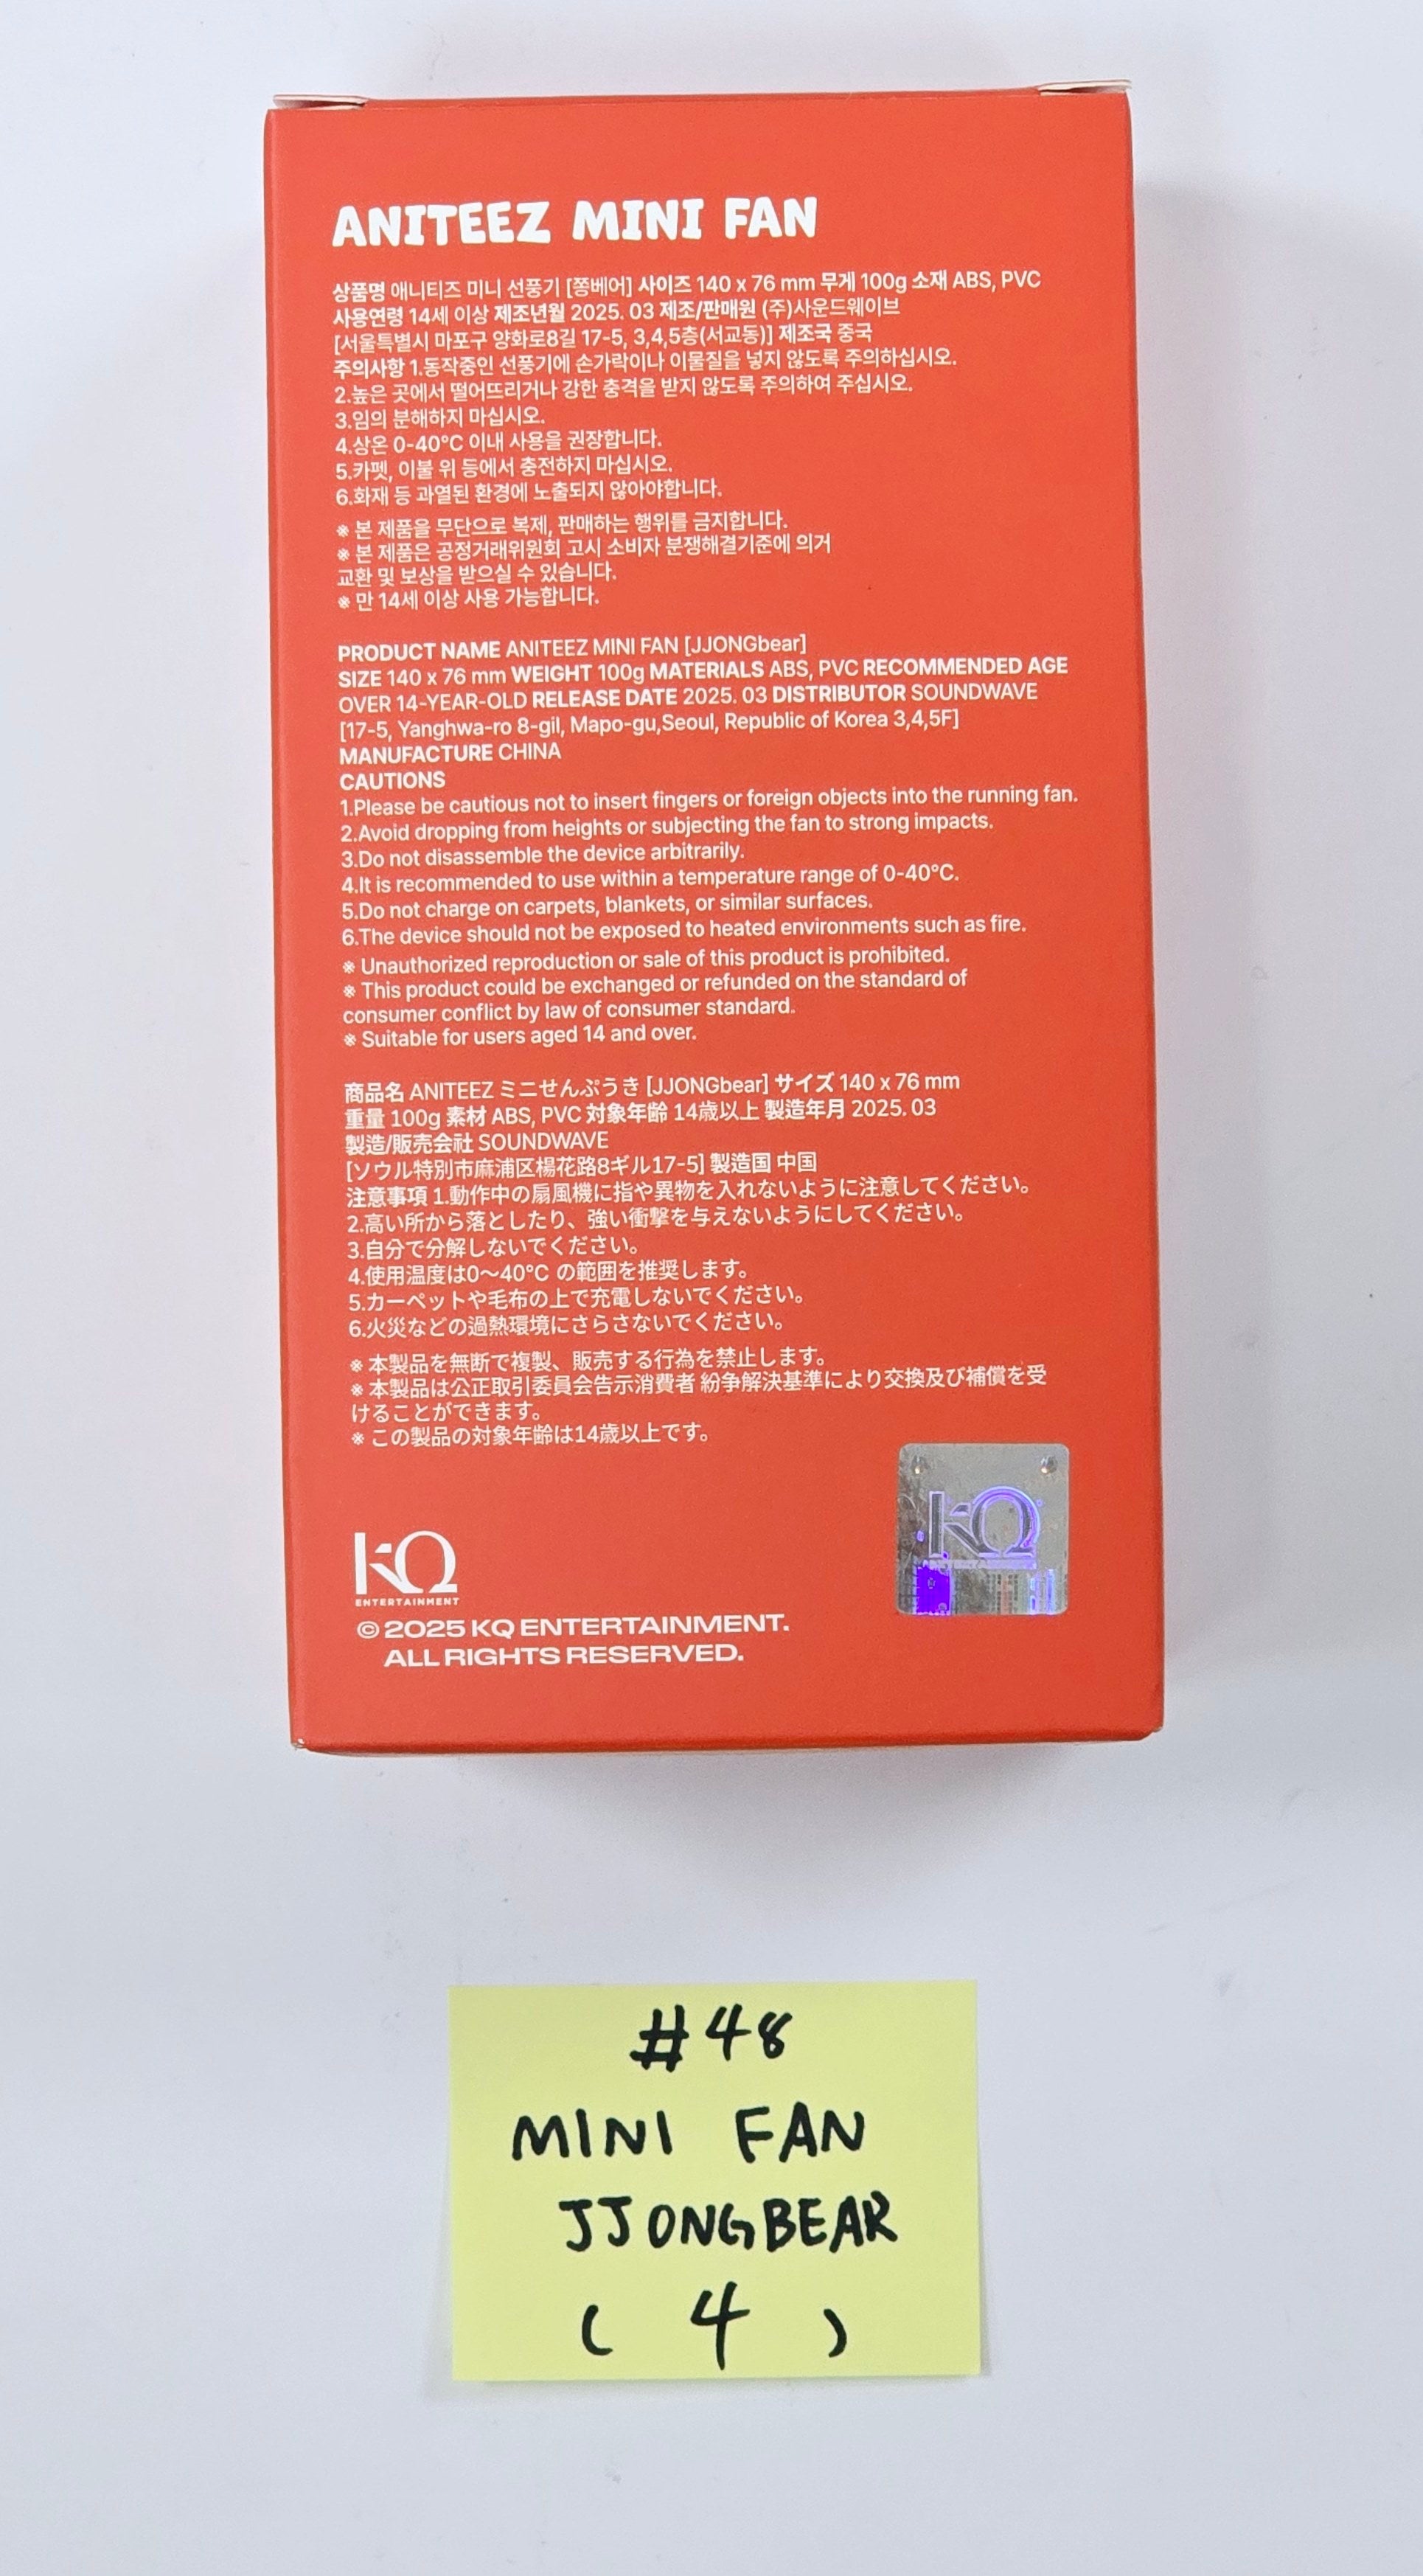 ANITEEZ MINI FAN
상품명 애니티즈 미니 선풍기 [쫑베어] 사이즈 140 x 76 mm 무게 100g 소재 ABS, PVC
사용연령 14세 이상 제조년월 2025. 03 제조/판매원 (주)사운드웨이브
[서울특별시 마포구 양화로8길 17-5, 3,4,5층(서교동)] 제조국 중국
주의사항 1.동작중인 선풍기에 손가락이나 이물질을 넣지 않도록 주의하십시오.
2.높은 곳에서 떨어뜨리거나 강한 충격을 받지 않도록 주의하여 주십시오.
3.임의 분해하지 마십시오.
4.상온 0-40°C 이내 사용을 권장합니다.
5.카펫, 이불 위 등에서 충전하지 마십시오.
6.화재 등 과열된 환경에 노출되지 않아야합니다.
※ 본 제품을 무단으로 복제, 판매하는 행위를 금지합니다.
※ 본 제품은 공정거래위원회 고시 소비자 분쟁해결기준에 의거
교환 및 보상을 받으실 수 있습니다.
※ 만 14세 이상 사용 가능합니다.
PRODUCT NAME ANITEEZ MINI FAN [JJONGbear]
SIZE 140 x 76 mm WEIGHT 100g MATERIALS ABS, PVC RECOMMENDED AGE
OVER 14-YEAR-OLD RELEASE DATE 2025. 03 DISTRIBUTOR SOUNDWAVE
[17-5, Yanghwa-ro 8-gil, Mapo-gu,Seoul, Republic of Korea 3,4,5F]
MANUFACTURE CHINA
CAUTIONS
1.Please be cautious not to insert fingers or foreign objects into the running fan.
2.Avoid dropping from heights or subjecting the fan to strong impacts.
3.Do not disassemble the device arbitrarily.
4.It is recommended to use within a temperature range of 0-40°C.
5.Do not charge on carpets, blankets, or similar surfaces.
6.The device should not be exposed to heated environments such as fire.
※ Unauthorized reproduction or sale of this product is prohibited.
※ This product could be exchanged or refunded on the standard of
consumer conflict by law of consumer standard.
※ Suitable for users aged 14 and over.
商品名 ANITEEZ ミニせんぷうき [JJONGbear] サイズ 140 x 76 mm
重量 100g 素材 ABS, PVC 対象年齢 14歳以上 製造年月 2025. 03
製造/販売会社 SOUNDWAVE
[ソウル特別市麻浦区楊花路8ギル17-5] 製造国 中国
注意事項 1.動作中の扇風機に指や異物を入れないように注意してください。
2.高い所から落としたり、強い衝撃を与えないようにしてください。
3.自分で分解しないでください。
4.使用温度は0〜40°C の範囲を推奨します。
5.カーペットや毛布の上で充電しないでください。
6.火災などの過熱環境にさらさないでください。
※ 本製品を無断で複製、販売する行為を禁止します。
※ 本製品は公正取引委員会告示消費者 紛争解決基準により交換及び補償を受
けることができます。
※ この製品の対象年齢は14歳以上です。
KQ
KQ
ENTERTAINMENT
© 2025 KQ ENTERTAINMENT.
ALL RIGHTS RESERVED.
#48
MINI FAN
JJONGBEAR
( 4 )